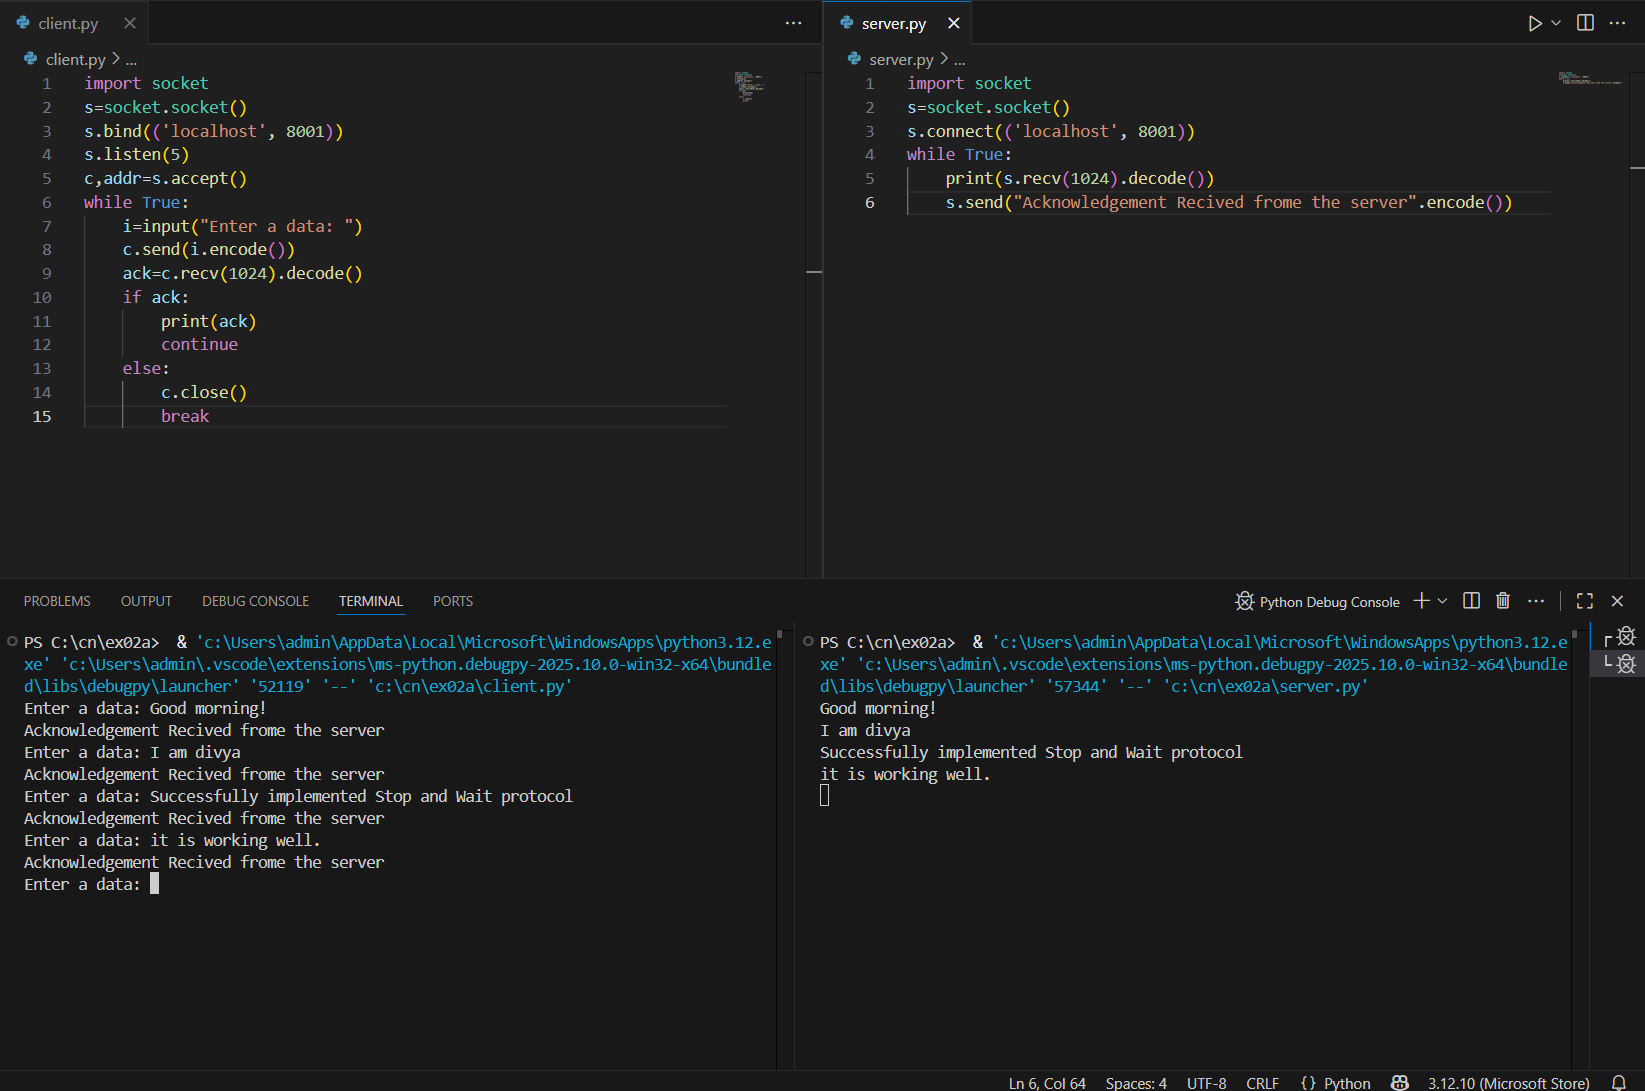 client.py
client.py > ...
1 import socket
2 s=socket.socket()
3 s.bind(('localhost', 8001))
4 s.listen(5)
5 c,addr=s.accept()
6 while True:
7     i=input("Enter a data: ")
8     c.send(i.encode())
9     ack=c.recv(1024).decode()
10     if ack:
11         print(ack)
12         continue
13     else:
14         c.close()
15         break
server.py
server.py > ...
1 import socket
2 s=socket.socket()
3 s.connect(('localhost', 8001))
4 while True:
5     print(s.recv(1024).decode())
6     s.send("Acknowledgement Recived frome the server".encode())
PROBLEMS OUTPUT DEBUG CONSOLE TERMINAL PORTS
Python Debug Console
PS C:\cn\ex02a>  & 'c:\Users\admin\AppData\Local\Microsoft\WindowsApps\python3.12.e
xe' 'c:\Users\admin\.vscode\extensions\ms-python.debugpy-2025.10.0-win32-x64\bundle
d\libs\debugpy\launcher' '52119' '--' 'c:\cn\ex02a\client.py'
Enter a data: Good morning!
Acknowledgement Recived frome the server
Enter a data: I am divya
Acknowledgement Recived frome the server
Enter a data: Successfully implemented Stop and Wait protocol
Acknowledgement Recived frome the server
Enter a data: it is working well.
Acknowledgement Recived frome the server
Enter a data:
PS C:\cn\ex02a>  & 'c:\Users\admin\AppData\Local\Microsoft\WindowsApps\python3.12.e
xe' 'c:\Users\admin\.vscode\extensions\ms-python.debugpy-2025.10.0-win32-x64\bundle
d\libs\debugpy\launcher' '57344' '--' 'c:\cn\ex02a\server.py'
Good morning!
I am divya
Successfully implemented Stop and Wait protocol
it is working well.
Ln 6, Col 64 Spaces: 4 UTF-8 CRLF {} Python 3.12.10 (Microsoft Store)